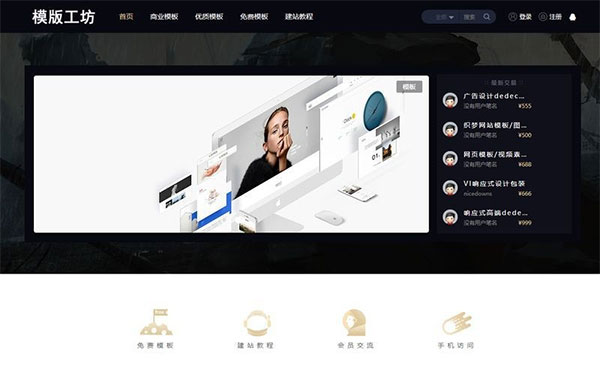 模版工坊
首页 商业模板 优质模板 免费模板 建站教程
搜索
登录 注册
模板
最新交易
广告设计dedec...
没有用户笔名 ¥555
织梦网站模板/图...
没有用户笔名 ¥500
网页模板/视频素...
没有用户笔名 ¥688
VI响应式设计包装
nicedowns ¥666
响应式高端dede...
没有用户笔名 ¥999
免费模板 建站教程 会员交流 手机访问